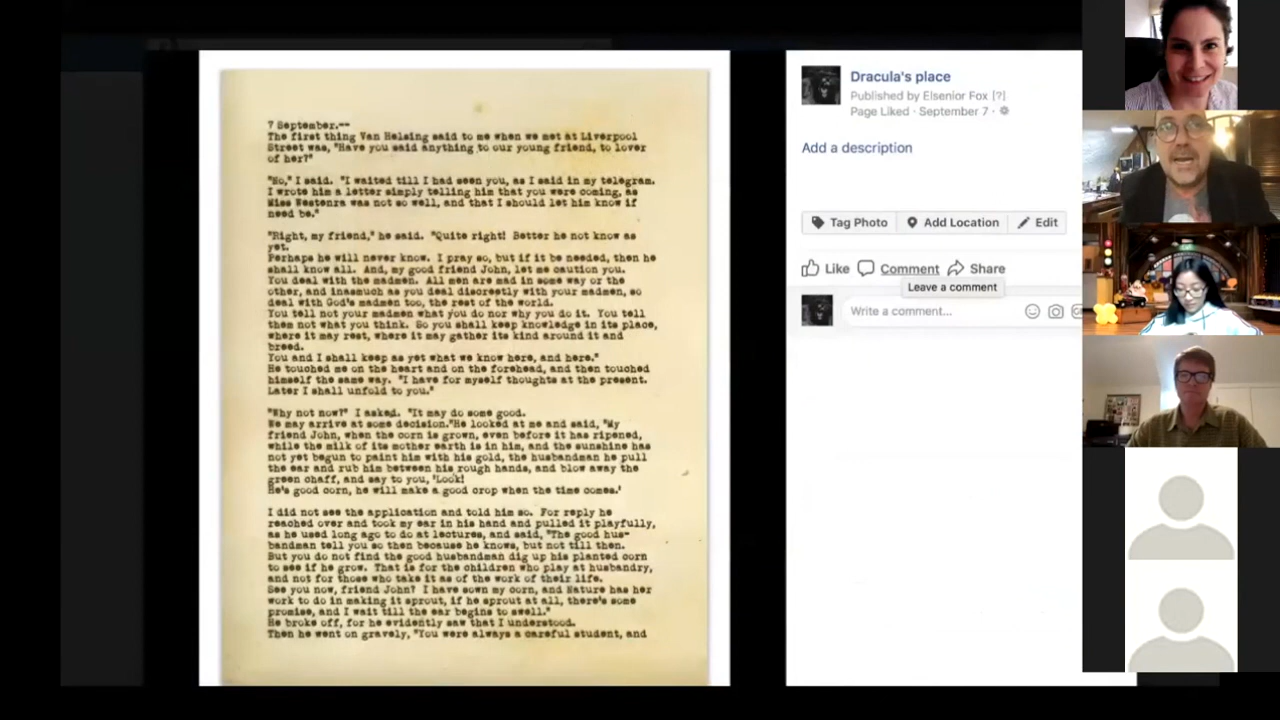 7 September.--
The first thing Van Helsing said to me when we met at Liverpool
Street was, "Have you said anything to our young friend, to lover
of her?"
"No," I said. "I waited till I had seen you, as I said in my telegram.
I wrote him a letter simply telling him that you were coming, as
Miss Westenra was not so well, and that I should let him know if
need be."
"Right, my friend," he said. "Quite right! Better he not know as
yet.
Perhaps he will never know. I pray so, but if it be needed, then he
shall know all. And, my good friend John, let me caution you.
You deal with the madmen. All men are mad in some way or the
other, and inasmuch as you deal discreetly with your madmen, so
deal with God's madmen too, the rest of the world.
You tell not your madmen what you do nor why you do it. You tell
them not what you think. So you shall keep knowledge in its place,
where it may rest, where it may gather its kind around it and
breed.
You and I shall keep as yet what we know here, and here."
He touched me on the heart and on the forehead, and then touched
himself the same way. "I have for myself thoughts at the present.
Later I shall unfold to you."
"Why not now?" I asked. "It may do some good.
We may arrive at some decision."He looked at me and said, "My
friend John, when the corn is grown, even before it has ripened,
while the milk of its mother earth is in him, and the sunshine has
not yet begun to paint him with his gold, the husbandman he pull
the ear and rub him between his rough hands, and blow away the
green chaff, and say to you, 'Look!
He's good corn, he will make a good crop when the time comes.'
I did not see the application and told him so. For reply he
reached over and took my ear in his hand and pulled it playfully,
as he used long ago to do at lectures, and said, "The good hus-
bandman tell you so then because he knows, but not till then.
But you do not find the good husbandman dig up his planted corn
to see if he grow. That is for the children who play at husbandry,
and not for those who take it as of the work of their life.
See you now, friend John? I have sown my corn, and Nature has her
work to do in making it sprout, if he sprout at all, there's some
promise, and I wait till the ear begins to swell."
He broke off, for he evidently saw that I understood.
Then he went on gravely, "You were always a careful student, and
Dracula's place
Published by Elsenior Fox [?]
Page Liked · September 7 ·
Add a description
Tag Photo Add Location Edit
Like Comment Share
Leave a comment
Write a comment...